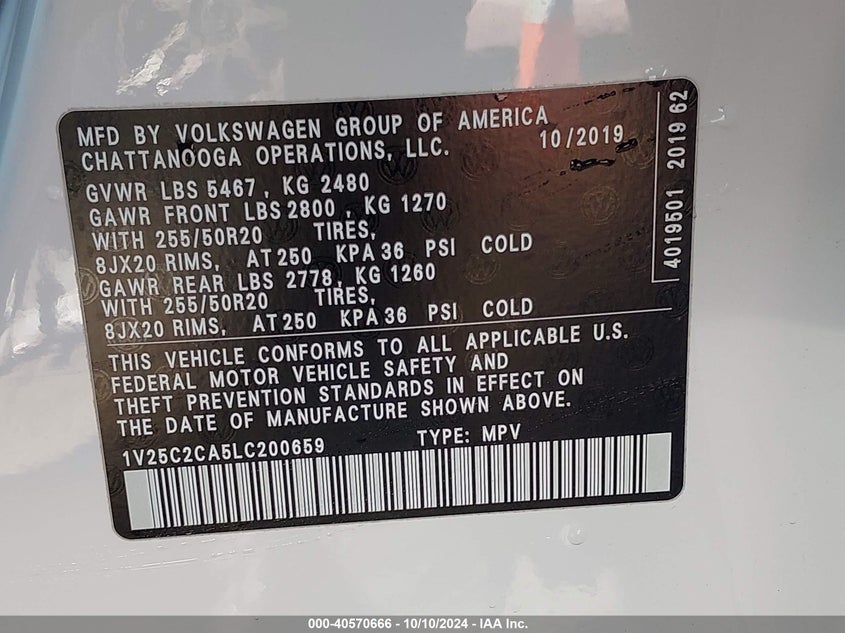 MFD BY VOLKSWAGEN GROUP OF AMERICA
CHATTANOOGA OPERATIONS, LLC. 10/2019
GVWR LBS 5467, KG 2480
GAWR FRONT LBS 2800, KG 1270
WITH 255/50R20 TIRES,
8JX20 RIMS, AT 250 KPA 36 PSI COLD
GAWR REAR LBS 2778, KG 1260
WITH 255/50R20 TIRES,
8JX20 RIMS, AT 250 KPA 36 PSI COLD
THIS VEHICLE CONFORMS TO ALL APPLICABLE U.S.
FEDERAL MOTOR VEHICLE SAFETY AND
THEFT PREVENTION STANDARDS IN EFFECT ON
THE DATE OF MANUFACTURE SHOWN ABOVE.
1V25C2CA5LC200659 TYPE: MPV
4019501 2019 62
000-40570666 - 10/10/2024 - IAA Inc.